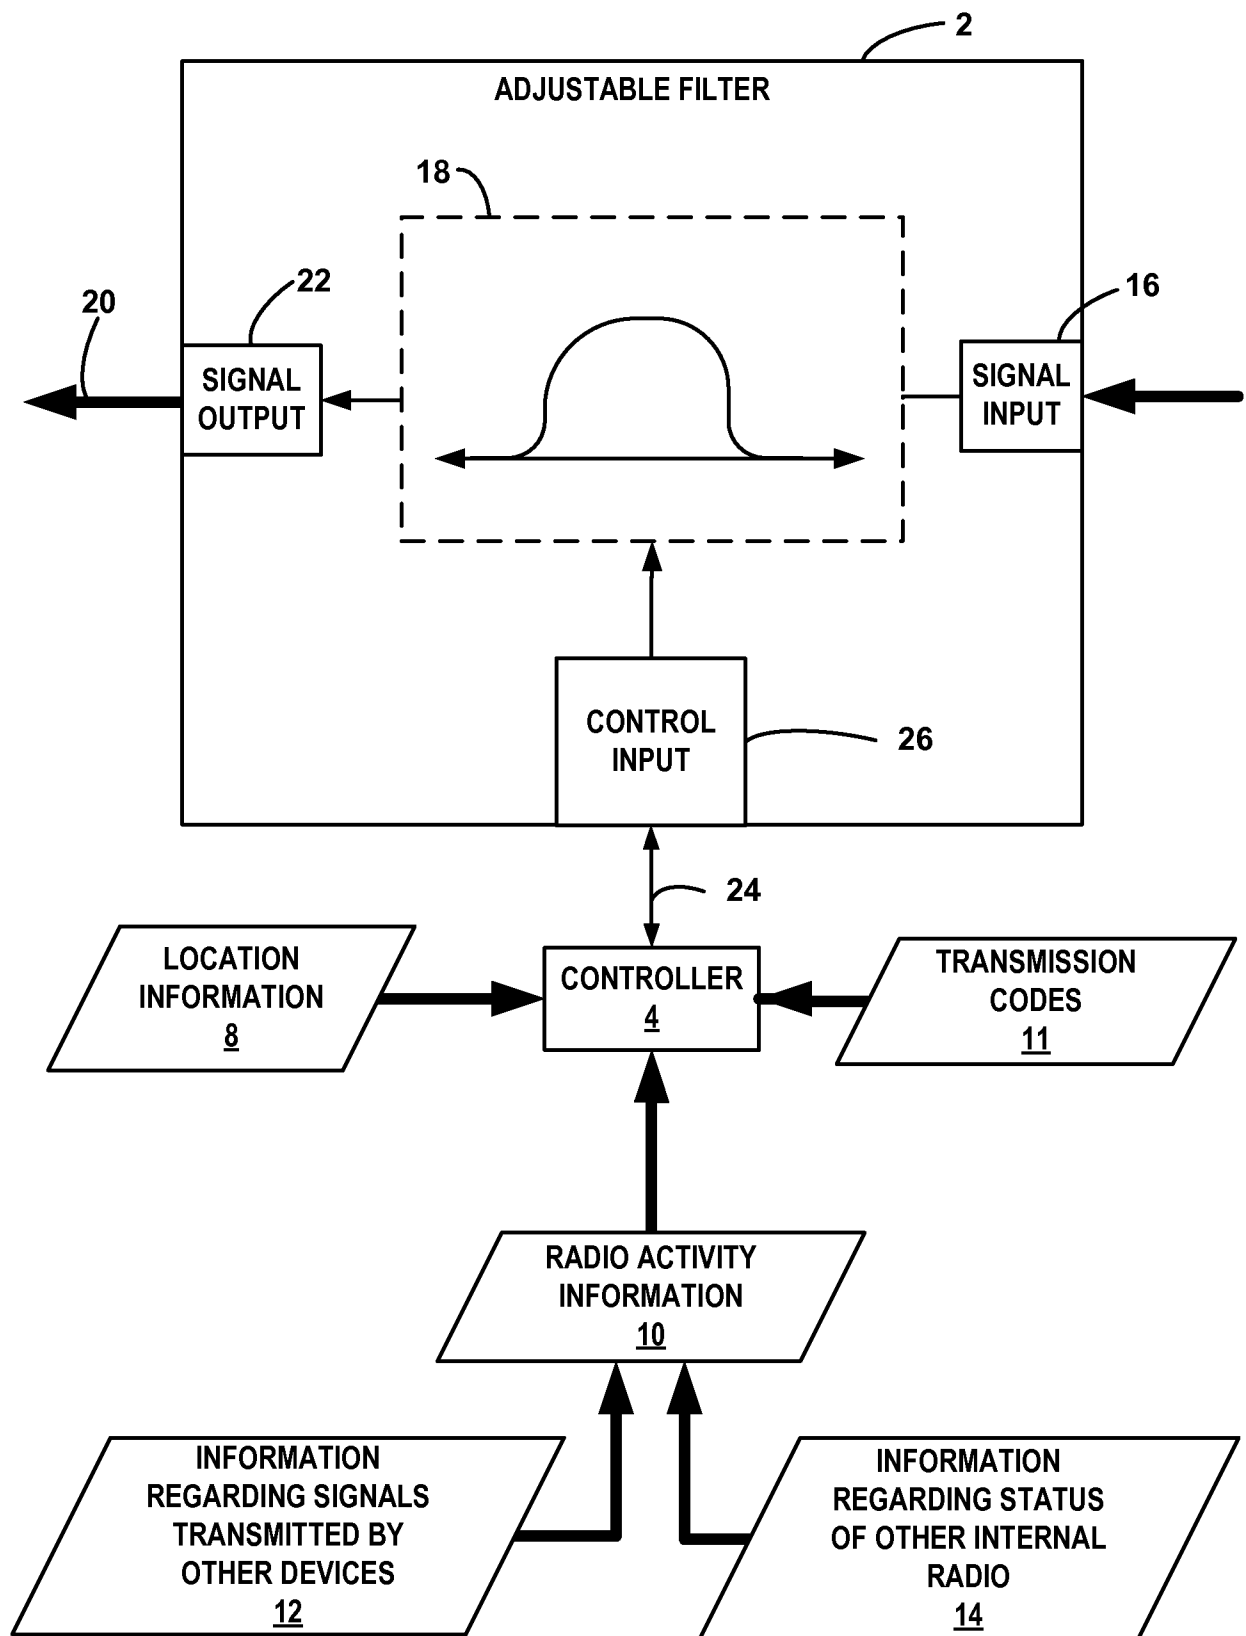 2
ADJUSTABLE FILTER
18
22
16
20
SIGNAL
OUTPUT
SIGNAL
INPUT
CONTROL
INPUT
26
24
LOCATION
INFORMATION
8
CONTROLLER
4
TRANSMISSION
CODES
11
RADIO ACTIVITY
INFORMATION
10
INFORMATION
REGARDING SIGNALS
TRANSMITTED BY
OTHER DEVICES
12
INFORMATION
REGARDING STATUS
OF OTHER INTERNAL
RADIO
14